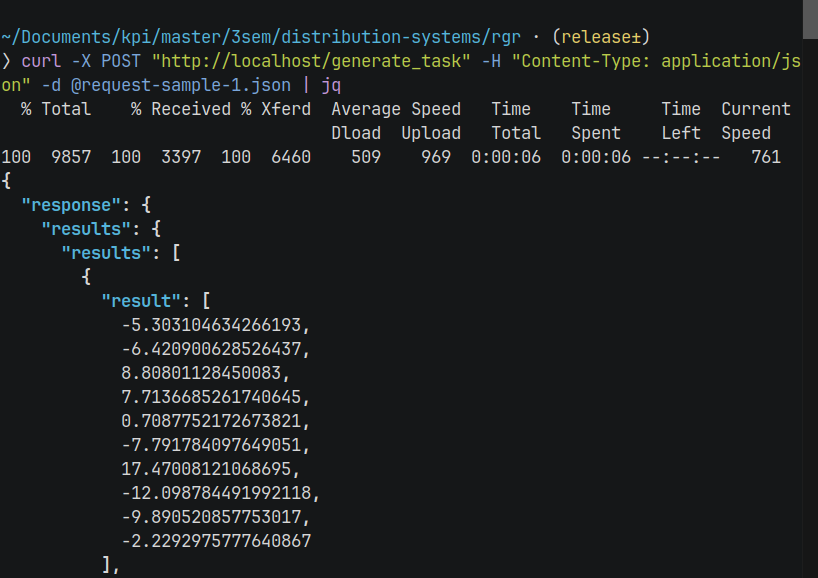 ~/Documents/kpi/master/3sem/distribution-systems/rgr · (release±)
❯ curl -X POST "http://localhost/generate_task" -H "Content-Type: application/js
on" -d @request-sample-1.json | jq
  % Total    % Received % Xferd  Average Speed   Time    Time     Time  Current
                                 Dload  Upload   Total   Spent    Left  Speed
100  9857  100  3397  100  6460    509    969  0:00:06  0:00:06 --:--:--   761
{
  "response": {
    "results": {
      "results": [
        {
          "result": [
            -5.303104634266193,
            -6.420900628526437,
            8.80801128450083,
            7.7136685261740645,
            0.7087752172673821,
            -7.791784097649051,
            17.47008121068695,
            -12.098784491992118,
            -9.890520857753017,
            -2.2292975777640867
          ],